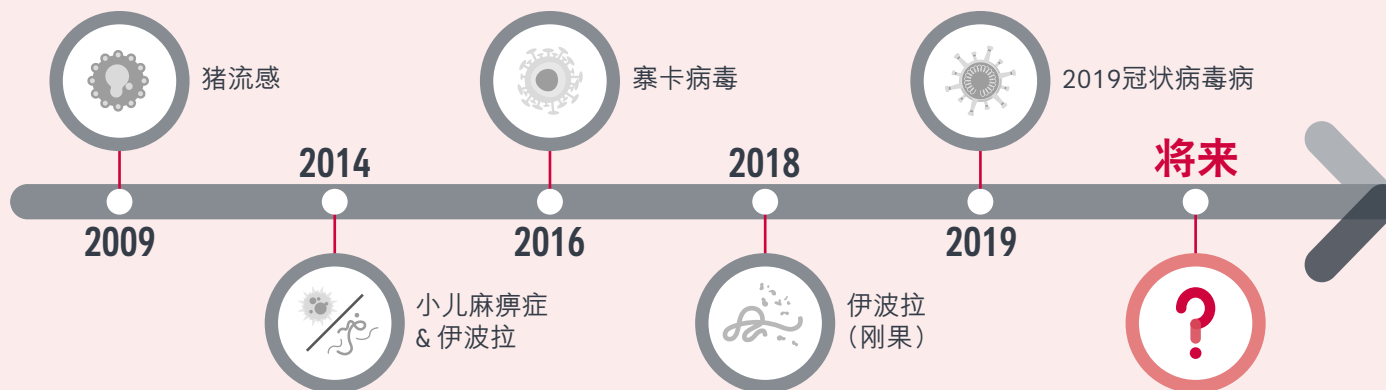 猪流感
2009
2014
小儿麻痹症
& 伊波拉
寨卡病毒
2016
2018
伊波拉
（刚果）
2019冠状病毒病
2019
将来
?